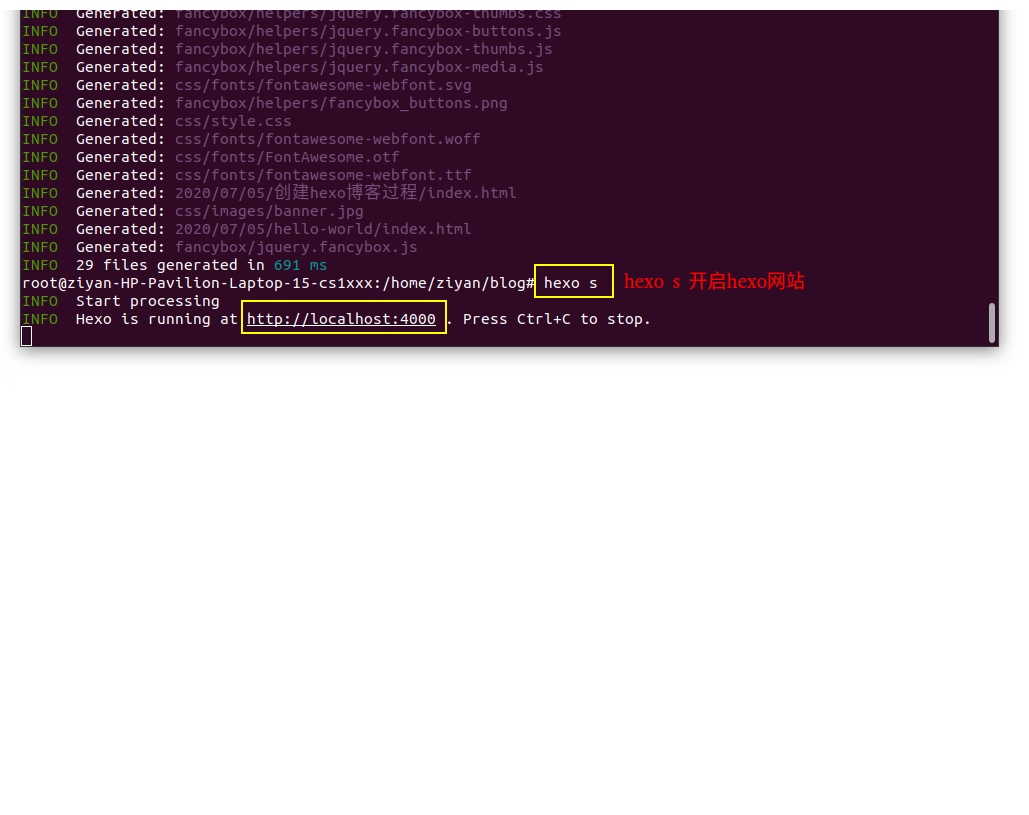 INFO  Generated: fancybox/helpers/jquery.fancybox-thumbs.css
INFO  Generated: fancybox/helpers/jquery.fancybox-buttons.js
INFO  Generated: fancybox/helpers/jquery.fancybox-thumbs.js
INFO  Generated: fancybox/helpers/jquery.fancybox-media.js
INFO  Generated: css/fonts/fontawesome-webfont.svg
INFO  Generated: fancybox/helpers/fancybox_buttons.png
INFO  Generated: css/style.css
INFO  Generated: css/fonts/fontawesome-webfont.woff
INFO  Generated: css/fonts/FontAwesome.otf
INFO  Generated: css/fonts/fontawesome-webfont.ttf
INFO  Generated: 2020/07/05/创建hexo博客过程/index.html
INFO  Generated: css/images/banner.jpg
INFO  Generated: 2020/07/05/hello-world/index.html
INFO  Generated: fancybox/jquery.fancybox.js
INFO  29 files generated in 691 ms
root@ziyan-HP-Pavilion-Laptop-15-cs1xxx:/home/ziyan/blog# hexo s  hexo s 开启hexo网站
INFO  Start processing
INFO  Hexo is running at http://localhost:4000 . Press Ctrl+C to stop.